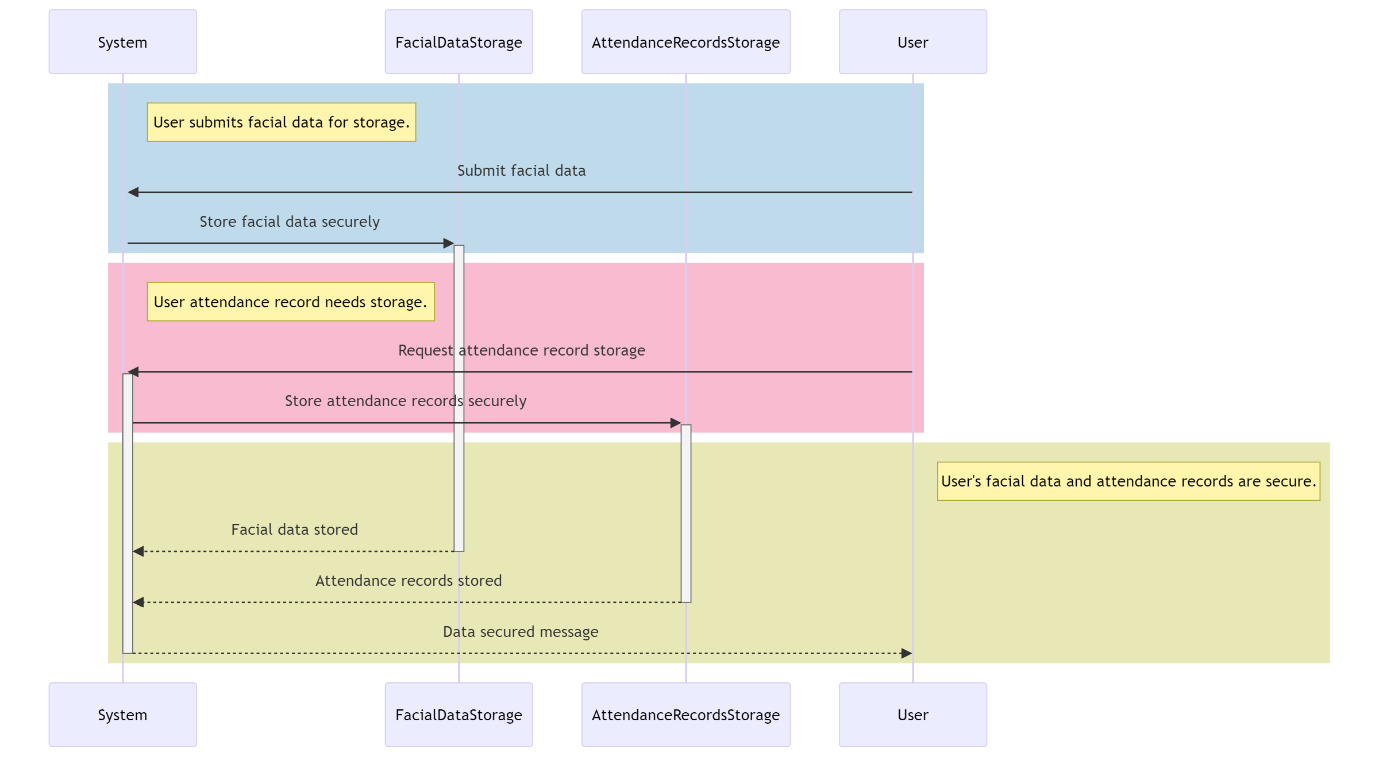 System
FacialDataStorage
AttendanceRecordsStorage
User
User submits facial data for storage.
Submit facial data
Store facial data securely
User attendance record needs storage.
Request attendance record storage
Store attendance records securely
User's facial data and attendance records are secure.
Facial data stored
Attendance records stored
Data secured message
System
FacialDataStorage
AttendanceRecordsStorage
User